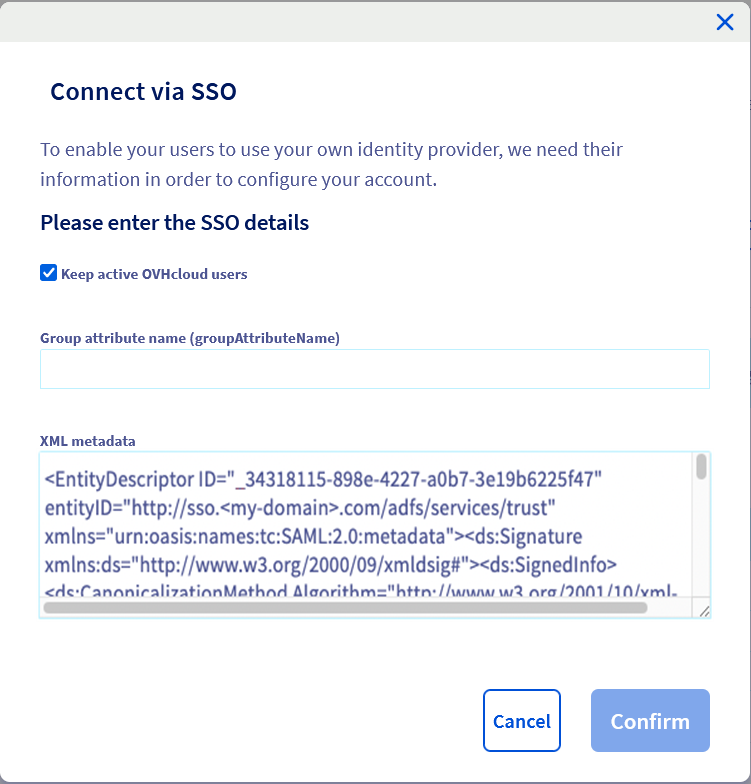 Connect via SSO
To enable your users to use your own identity provider, we need their
information in order to configure your account.
Please enter the SSO details
Keep active OVHcloud users
Group attribute name (groupAttributeName)
XML metadata
<EntityDescriptor ID="_34318115-898e-4227-a0b7-3e19b6225f47"
entityID="http://sso.<my-domain>.com/adfs/services/trust"
xmlns="urn:oasis:names:tc:SAML:2.0:metadata"><ds:Signature
xmlns:ds="http://www.w3.org/2000/09/xmldsig#"><ds:SignedInfo>
<ds:CanonicalizationMethod Algorithm="http://www.w3.org/2001/10/xml-
Cancel
Confirm